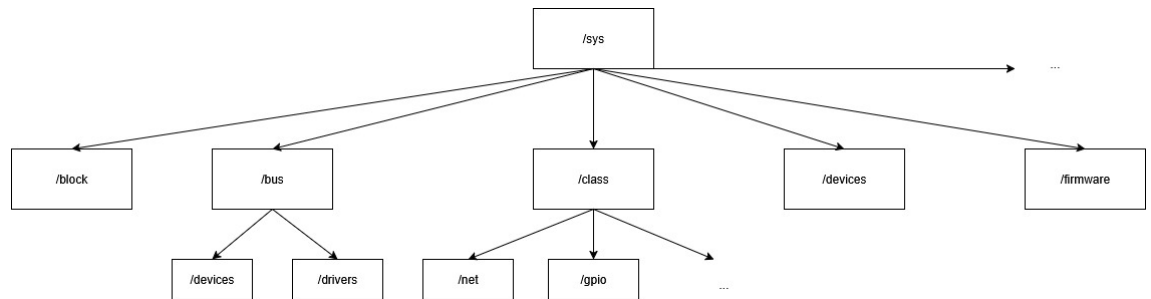 /sys
...
/block
/bus
/class
/devices
/firmware
/devices
/drivers
/net
/gpio
...